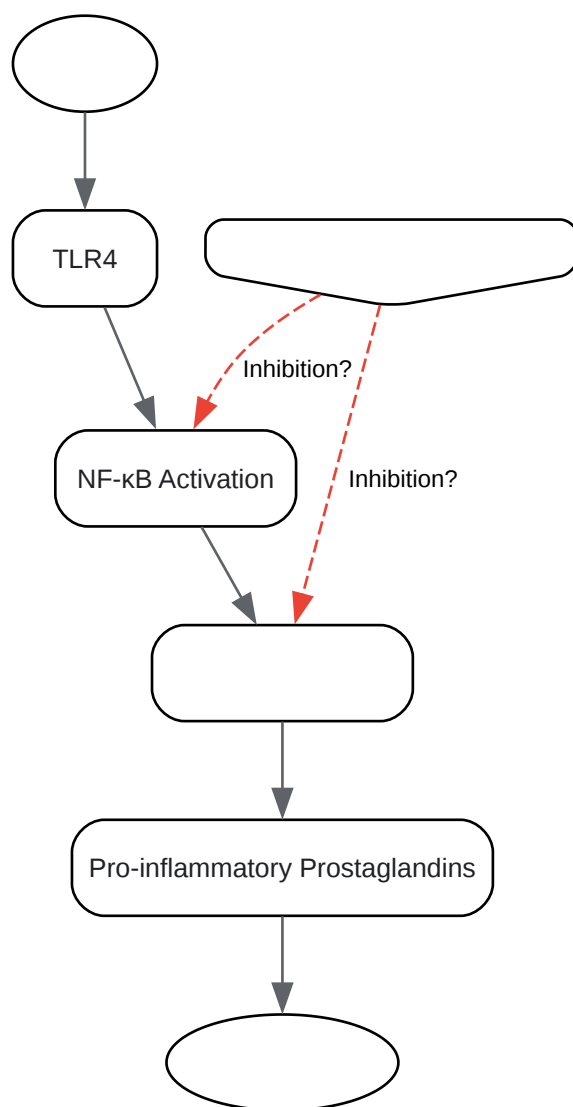 TLR4
Inhibition?
NF-κB Activation
Inhibition?
Pro-inflammatory Prostaglandins